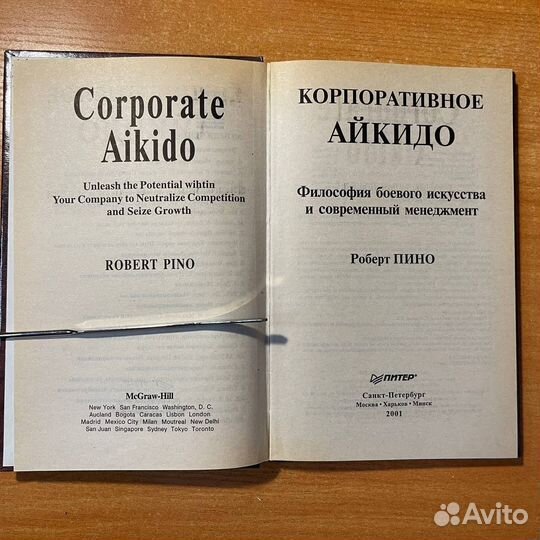 Corporate
Aikido
Unleash the Potential wihtin
Your Company to Neutralize Competition
and Seize Growth
ROBERT PINO
McGraw-Hill
New York San Francisco Washington, D. C.
Aucland Bogota Caracas Lisbon London
Madrid Mexico City Milan Moutreal New Delhi
San Juan Singapore Sydney Tokyo Toronto
КОРПОРАТИВНОЕ
АЙКИДО
Философия боевого искусства
и современный менеджмент
Роберт ПИНО
ПИТЕР
Санкт-Петербург
Москва • Харьков • Минск
2001
Avito